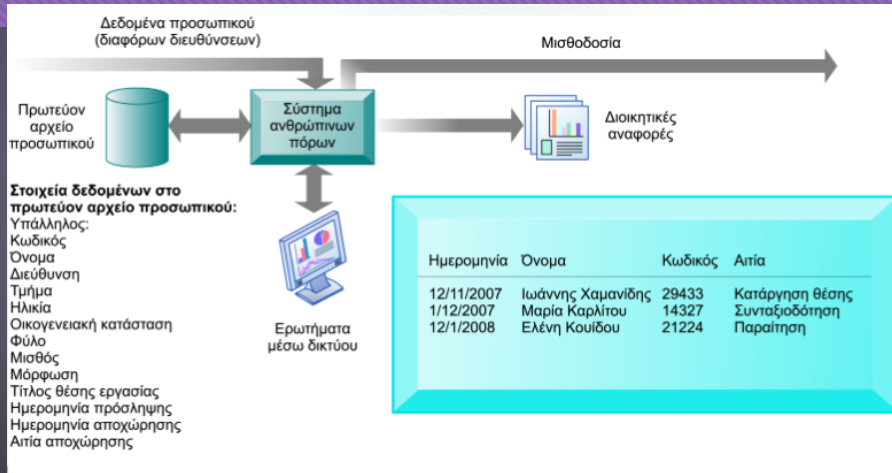 Δεδομένα προσωπικού
(διαφόρων διευθύνσεων)
Μισθοδοσία
Πρωτεύον
αρχείο
προσωπικού
Σύστημα
ανθρώπινων
πόρων
Διοικητικές
αναφορές
Στοιχεία δεδομένων στο
πρωτεύον αρχείο προσωπικού:
Υπάλληλος:
Κωδικός
Όνομα
Διεύθυνση
Τμήμα
Ηλικία
Οικογενειακή κατάσταση
Φύλο
Μισθός
Μόρφωση
Τίτλος θέσης εργασίας
Ημερομηνία πρόσληψης
Ημερομηνία αποχώρησης
Αιτία αποχώρησης
Ερωτήματα
μέσω δικτύου
Ημερομηνία Όνομα Κωδικός Αιτία
12/11/2007 Ιωάννης Χαμανίδης 29433 Κατάργηση θέσης
1/12/2007 Μαρία Καρλίτου 14327 Συνταξιοδότηση
12/1/2008 Ελένη Κουίδου 21224 Παραίτηση